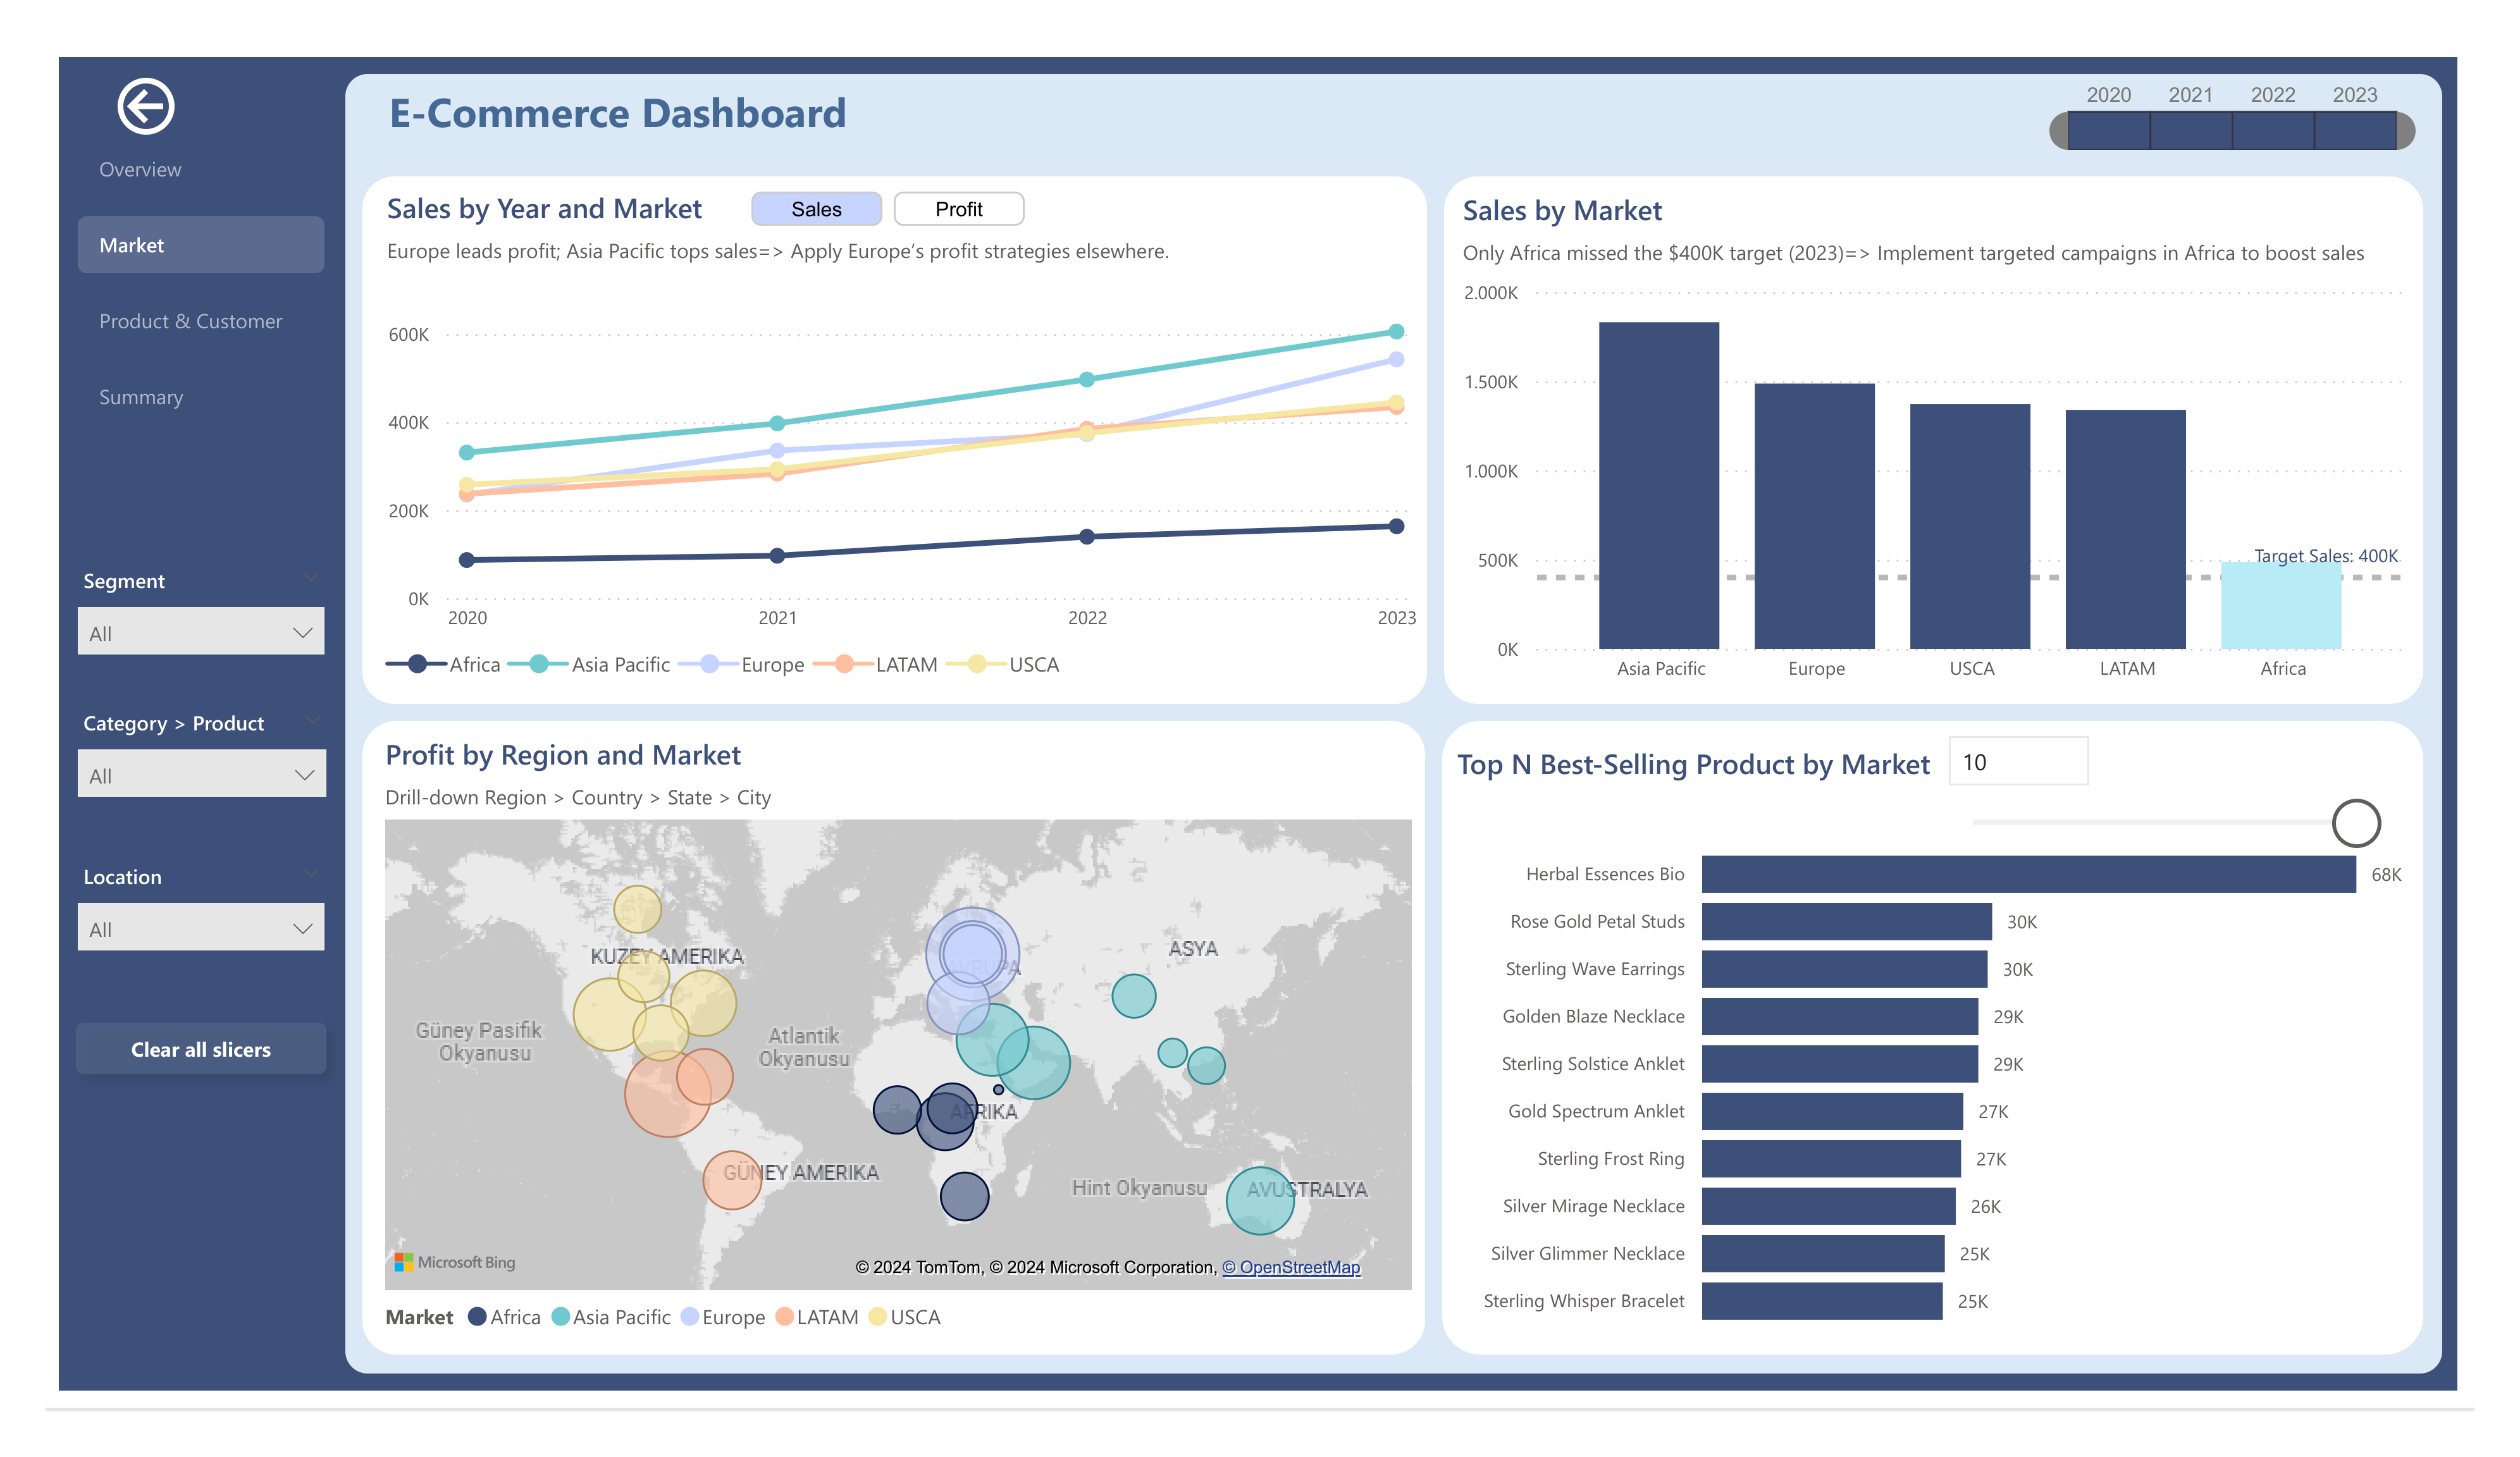 E-Commerce Dashboard
2020 2021 2022 2023
Overview
Market
Product & Customer
Summary
Segment
All
Category > Product
All
Location
All
Clear all slicers
Sales by Year and Market
Sales
Profit
Europe leads profit; Asia Pacific tops sales=> Apply Europe’s profit strategies elsewhere.
600K
400K
200K
0K
2020 2021 2022 2023
Africa Asia Pacific Europe LATAM USCA
Sales by Market
Only Africa missed the $400K target (2023)=> Implement targeted campaigns in Africa to boost sales
2.000K
1.500K
1.000K
500K
0K
Target Sales: 400K
Asia Pacific Europe USCA LATAM Africa
Profit by Region and Market
Drill-down Region > Country > State > City
KUZEY AMERIKA
ASYA
AVRUPA
Güney Pasifik
Okyanusu
Atlantik
Okyanusu
AFRIKA
GÜNEY AMERIKA
Hint Okyanusu
AVUSTRALYA
Microsoft Bing
© 2024 TomTom, © 2024 Microsoft Corporation, © OpenStreetMap
Market Africa Asia Pacific Europe LATAM USCA
Top N Best-Selling Product by Market
10
Herbal Essences Bio 68K
Rose Gold Petal Studs 30K
Sterling Wave Earrings 30K
Golden Blaze Necklace 29K
Sterling Solstice Anklet 29K
Gold Spectrum Anklet 27K
Sterling Frost Ring 27K
Silver Mirage Necklace 26K
Silver Glimmer Necklace 25K
Sterling Whisper Bracelet 25K